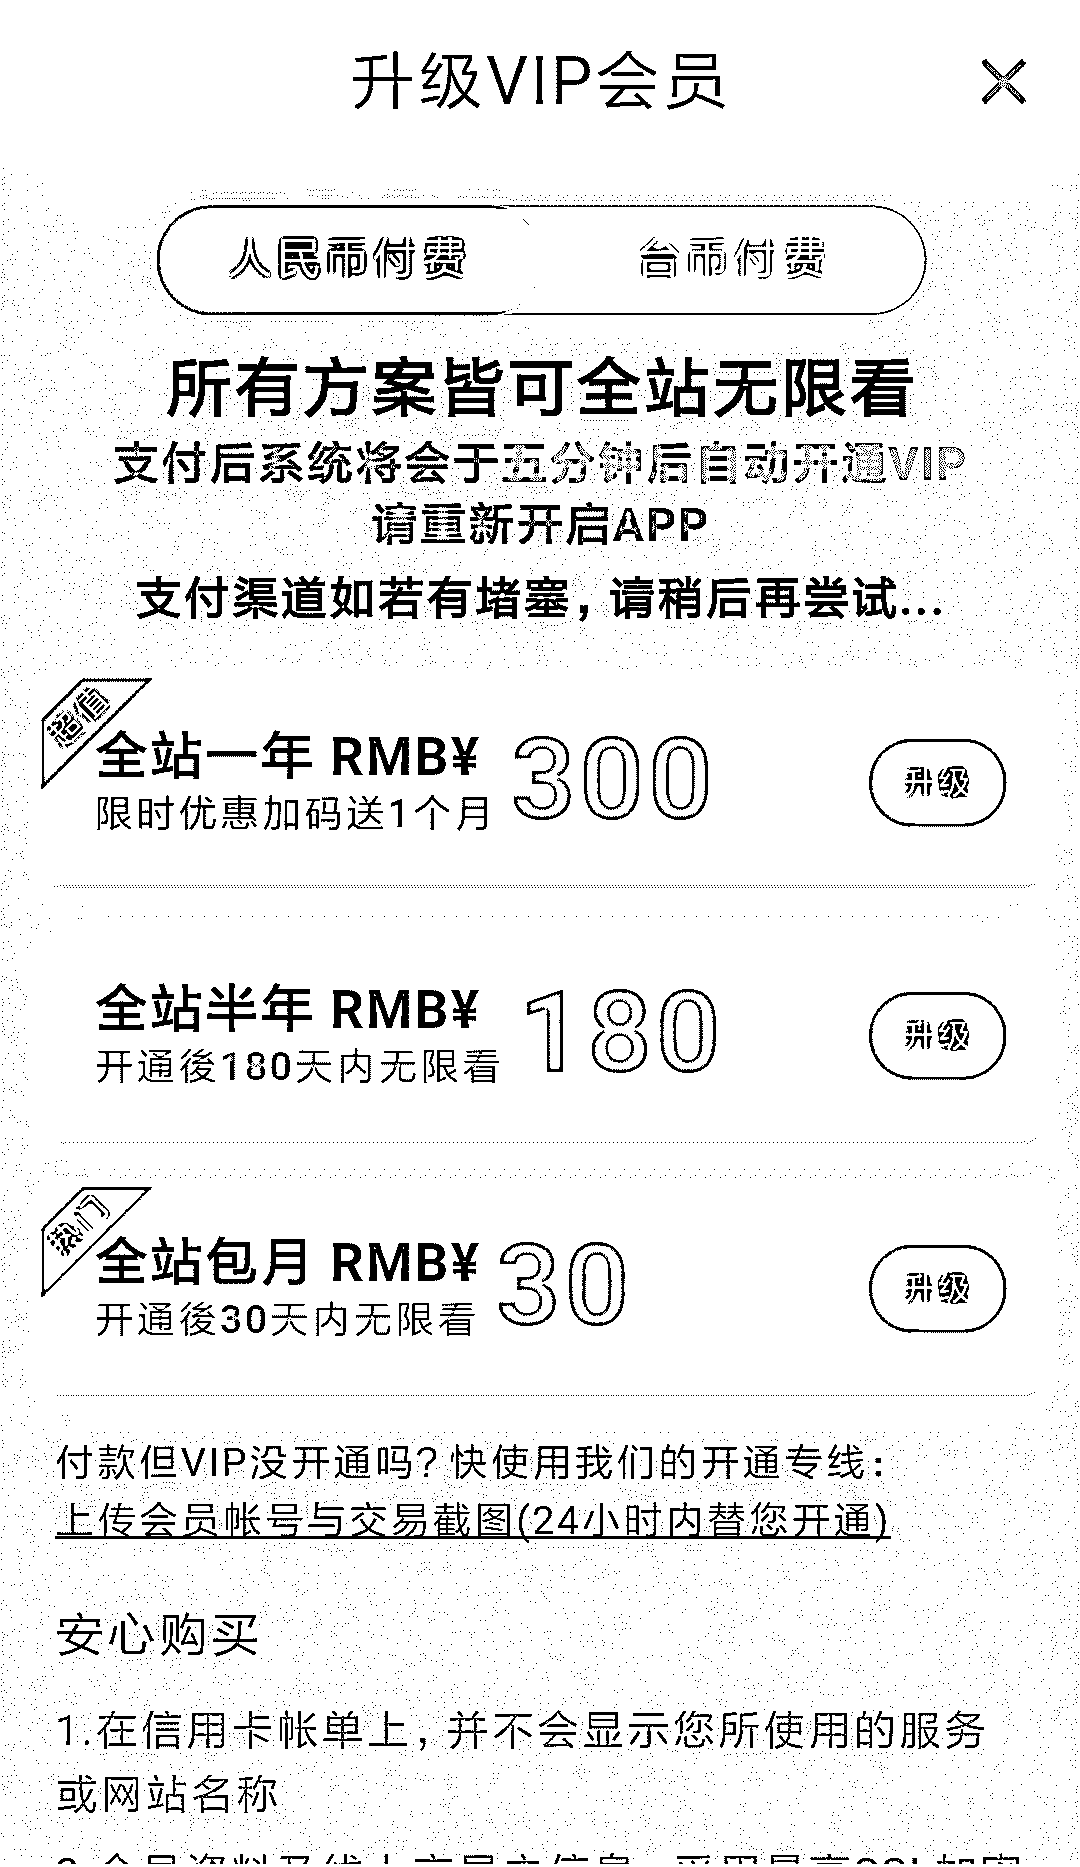 升级VIP会员
人民币付费
台币付费
所有方案皆可全站无限看
支付后系统将会于五分钟后自动开通VIP
请重新开启APP
支付渠道如若有堵塞，请稍后再尝试...
超值
全站一年 RMB¥ 300
限时优惠加码送1个月
升级
全站半年 RMB¥ 180
开通後180天内无限看
升级
热门
全站包月 RMB¥ 30
开通後30天内无限看
升级
付款但VIP没开通吗？快使用我们的开通专线：
上传会员帐号与交易截图(24小时内替您开通)
安心购买
1.在信用卡帐单上，并不会显示您所使用的服务
或网站名称